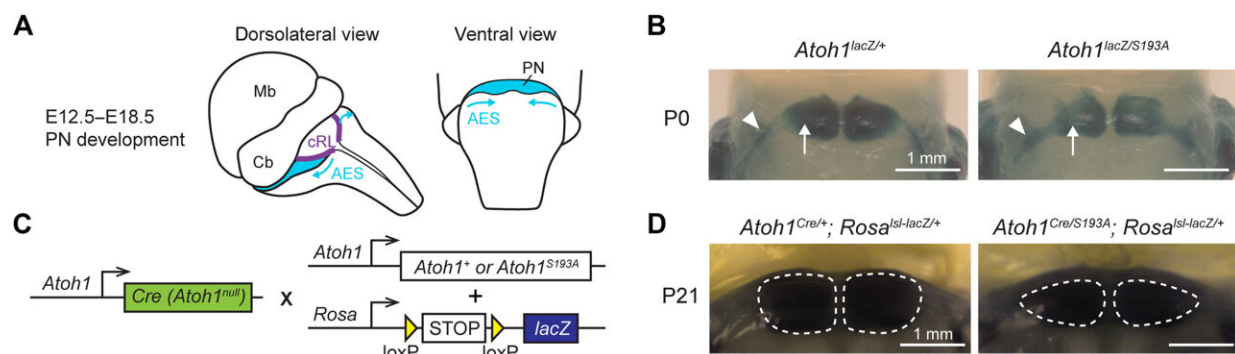 A
Dorsolateral view
Ventral view
Mb
PN
E12.5–E18.5
PN development
cRL
AES
Cb
AES
B
Atoh1lacZ/+
Atoh1lacZ/S193A
P0
1 mm
C
Atoh1
Cre (Atoh1null)
x
Atoh1
Atoh1+ or Atoh1S193A
+
Rosa
STOP
lacZ
loxP
loxP
D
Atoh1Cre/+; Rosalsl-lacZ/+
Atoh1Cre/S193A; Rosalsl-lacZ/+
P21
1 mm